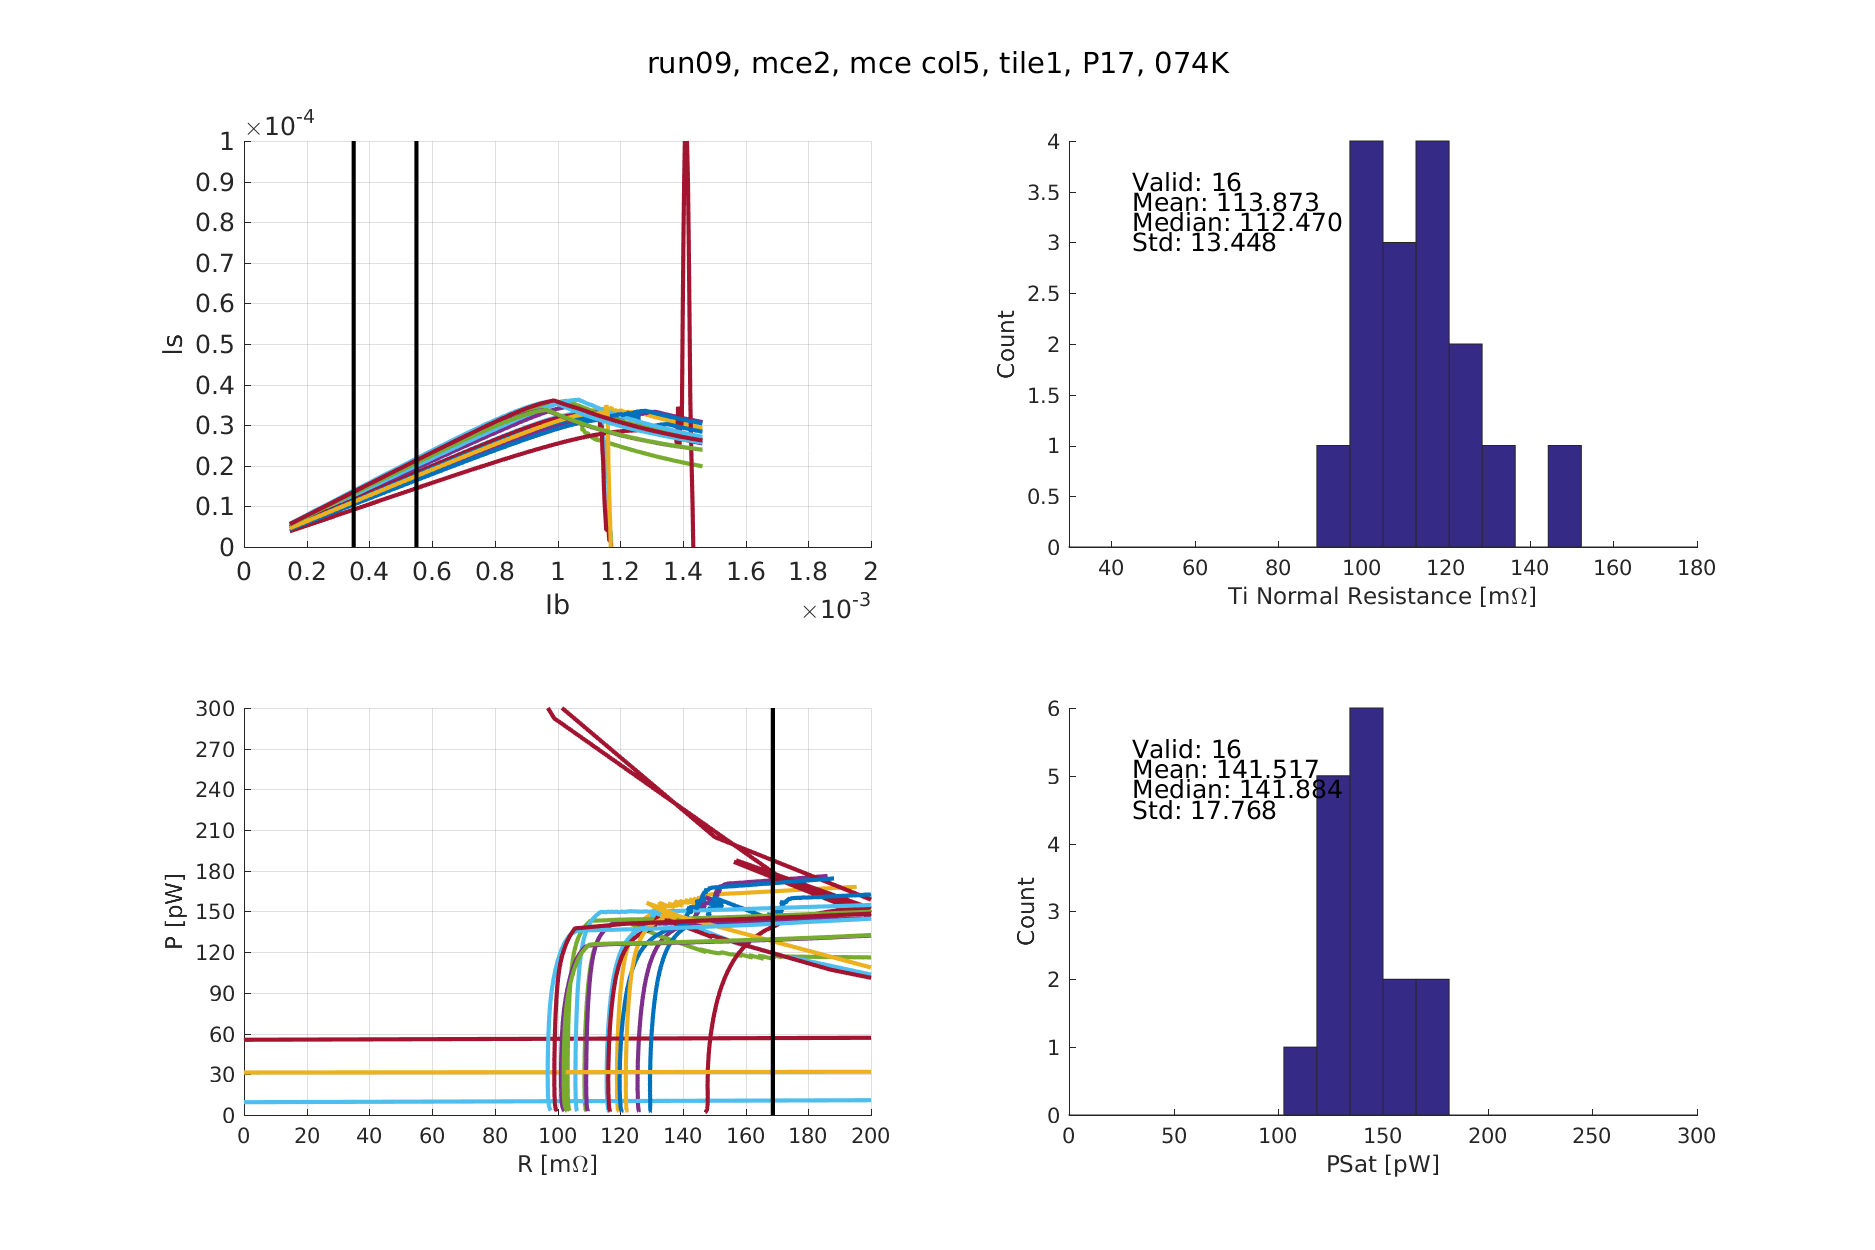 run09, mce2, mce col5, tile1, P17, 074K
×10-4
1
0.9
0.8
0.7
0.6
0.5
0.4
0.3
0.2
0.1
0
Is
0 0.2 0.4 0.6 0.8 1 1.2 1.4 1.6 1.8 2
Ib
×10-3
4
3.5
3
2.5
2
1.5
1
0.5
0
Count
Valid: 16
Mean: 113.873
Median: 112.470
Std: 13.448
40 60 80 100 120 140 160 180
Ti Normal Resistance [mΩ]
300
270
240
210
180
150
120
90
60
30
0
P [pW]
0 20 40 60 80 100 120 140 160 180 200
R [mΩ]
6
5
4
3
2
1
0
Count
Valid: 16
Mean: 141.517
Median: 141.884
Std: 17.768
0 50 100 150 200 250 300
PSat [pW]